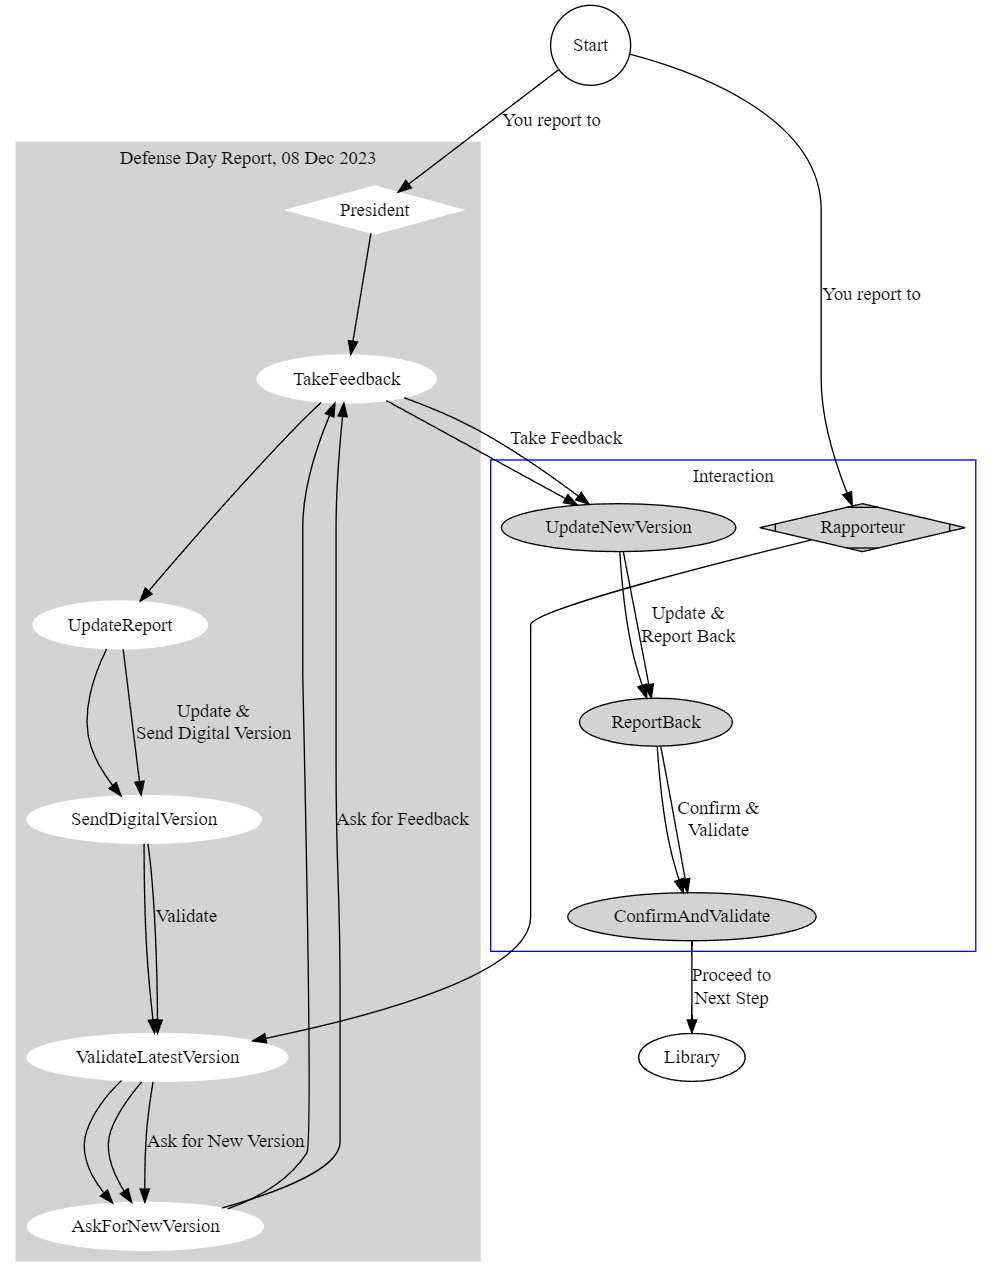 Start
You report to
Defense Day Report, 08 Dec 2023
President
You report to
TakeFeedback
Take Feedback
Interaction
UpdateNewVersion
Rapporteur
UpdateReport
Update &
Report Back
Update &
Send Digital Version
ReportBack
SendDigitalVersion
Ask for Feedback
Confirm &
Validate
Validate
ConfirmAndValidate
Proceed to
Next Step
ValidateLatestVersion
Library
Ask for New Version
AskForNewVersion